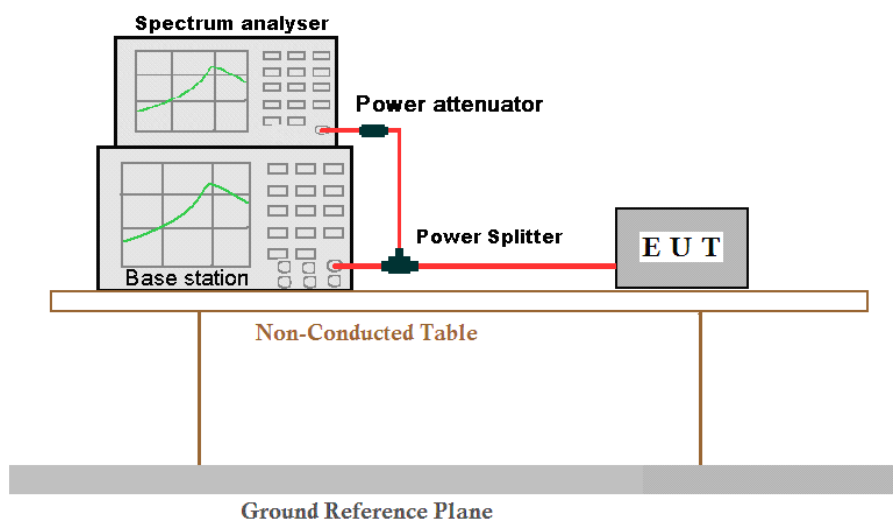 Spectrum analyser
Power attenuator
Power Splitter
E U T
Base station
Non-Conducted Table
Ground Reference Plane